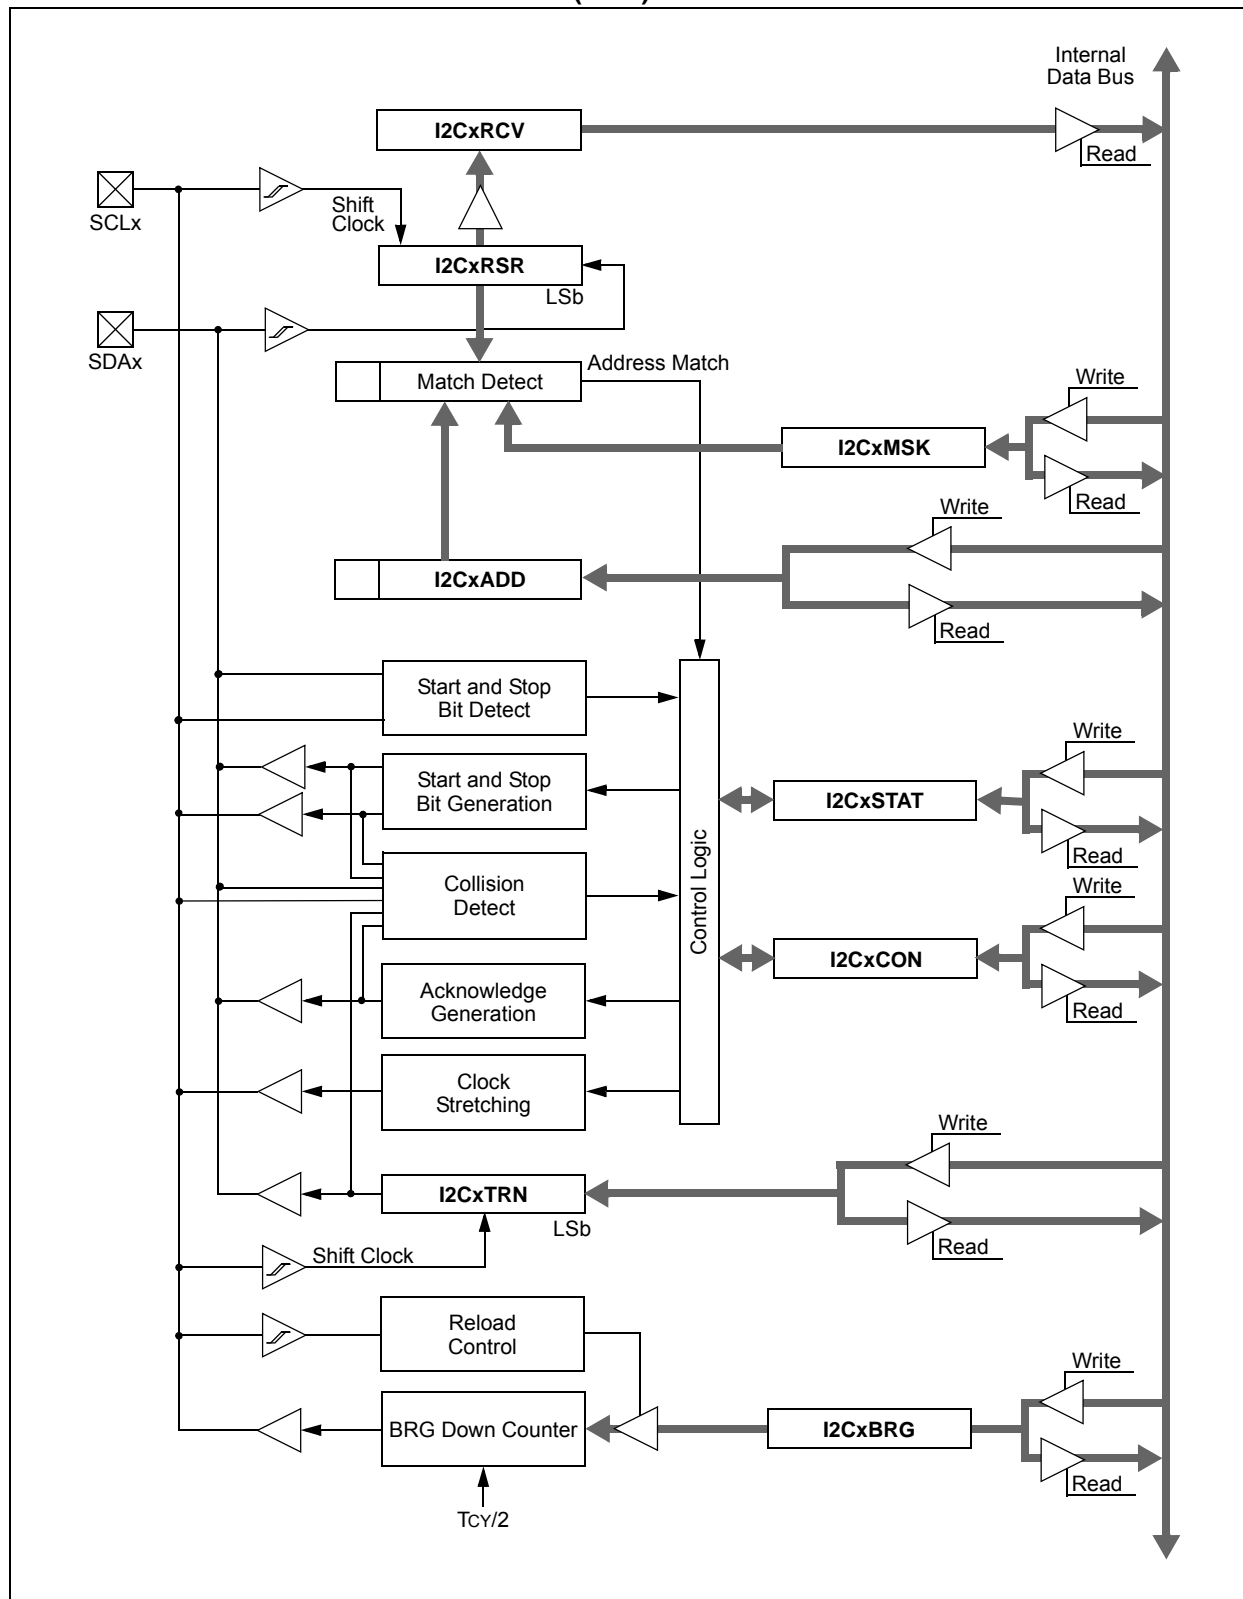 Internal
Data Bus
I2CxRCV
Read
SCLx
Shift
Clock
I2CxRSR
LSb
SDAx
Address Match
Match Detect
Write
I2CxMSK
Read
Write
I2CxADD
Read
Start and Stop
Bit Detect
Write
Start and Stop
Bit Generation
I2CxSTAT
Control Logic
Read
Collision
Detect
Write
I2CxCON
Acknowledge
Generation
Read
Clock
Stretching
Write
I2CxTRN
LSb
Read
Shift Clock
Reload
Control
Write
BRG Down Counter
I2CxBRG
Read
TCY/2